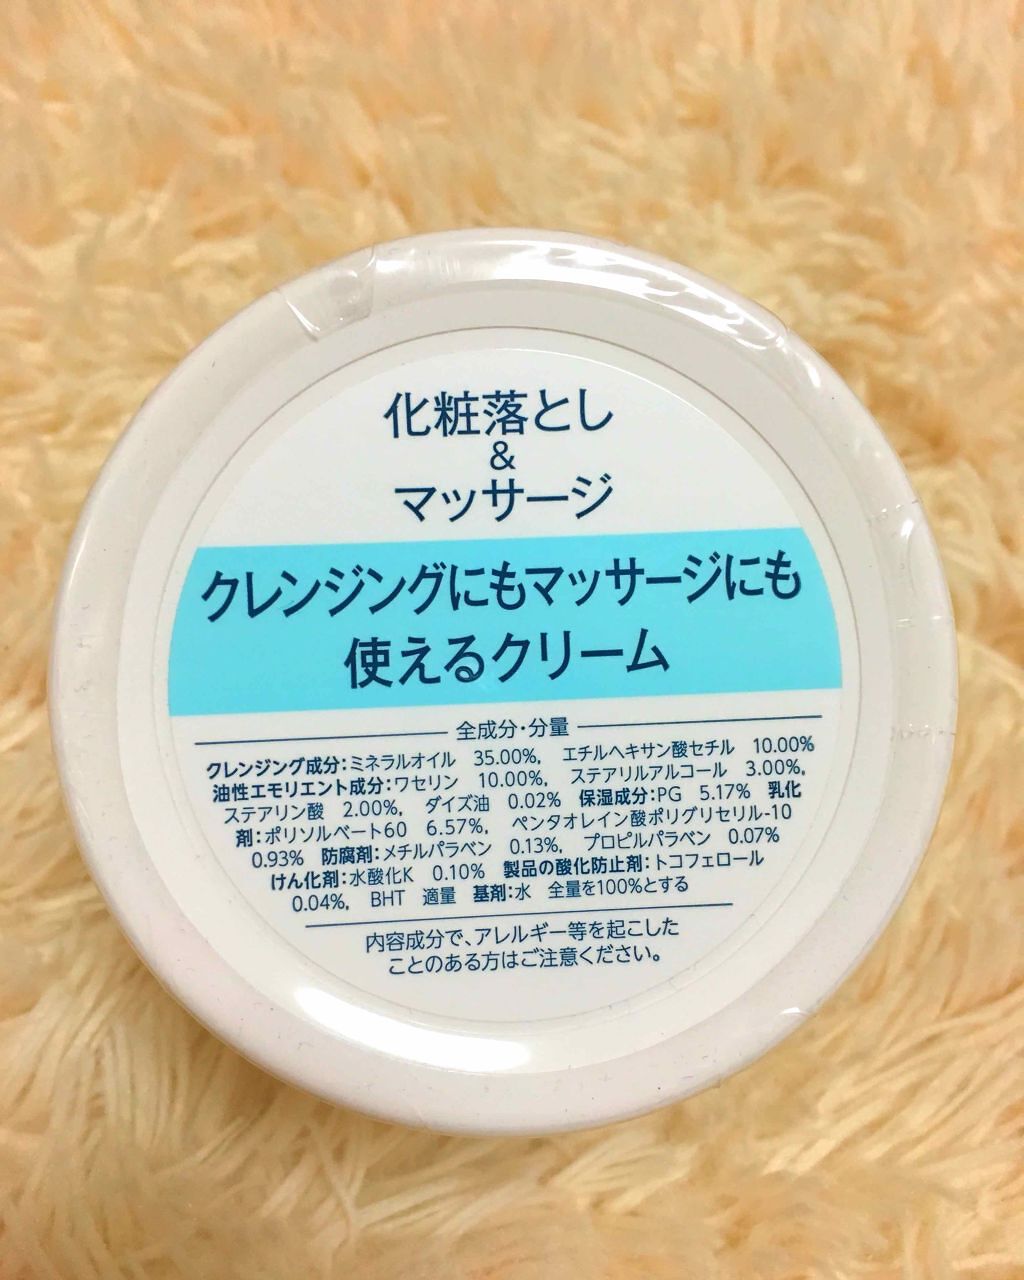 化粧落とし
&
マッサージ
クレンジングにもマッサージにも
使えるクリーム
全成分・分量
クレンジング成分:ミネラルオイル 35.00%, エチルヘキサン酸セチル 10.00%
油性エモリエント成分:ワセリン 10.00%, ステアリルアルコール 3.00%,
ステアリン酸 2.00%, ダイズ油 0.02% 保湿成分:PG 5.17% 乳化
剤:ポリソルベート60 6.57%, ペンタオレイン酸ポリグリセリル-10
0.93% 防腐剤:メチルパラベン 0.13%, プロピルパラベン 0.07%
けん化剤:水酸化K 0.10% 製品の酸化防止剤:トコフェロール
0.04%, BHT 適量 基剤:水 全量を100%とする
内容成分で、アレルギー等を起こした
ことのある方はご注意ください。